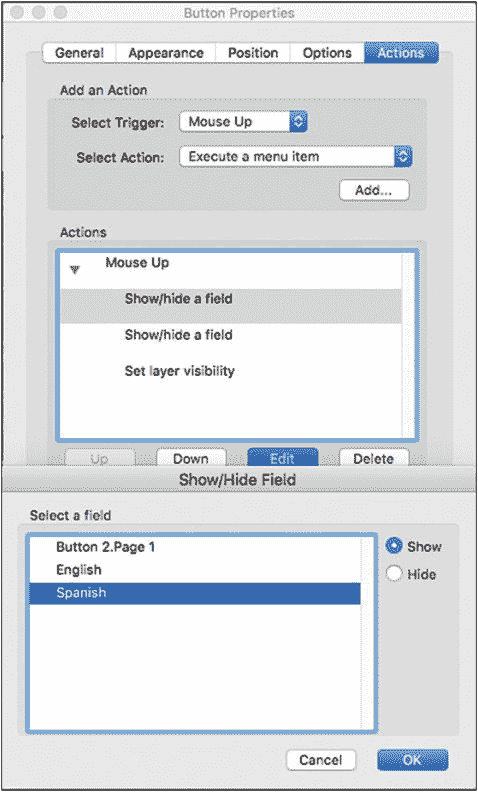 Button Properties
General Appearance Position Options Actions
Add an Action
Select Trigger: Mouse Up
Select Action: Execute a menu item
Add...
Actions
Mouse Up
Show/hide a field
Show/hide a field
Set layer visibility
Up Down Edit Delete
Show/Hide Field
Select a field
Button 2.Page 1 Show
English
Hide
Spanish
Cancel OK